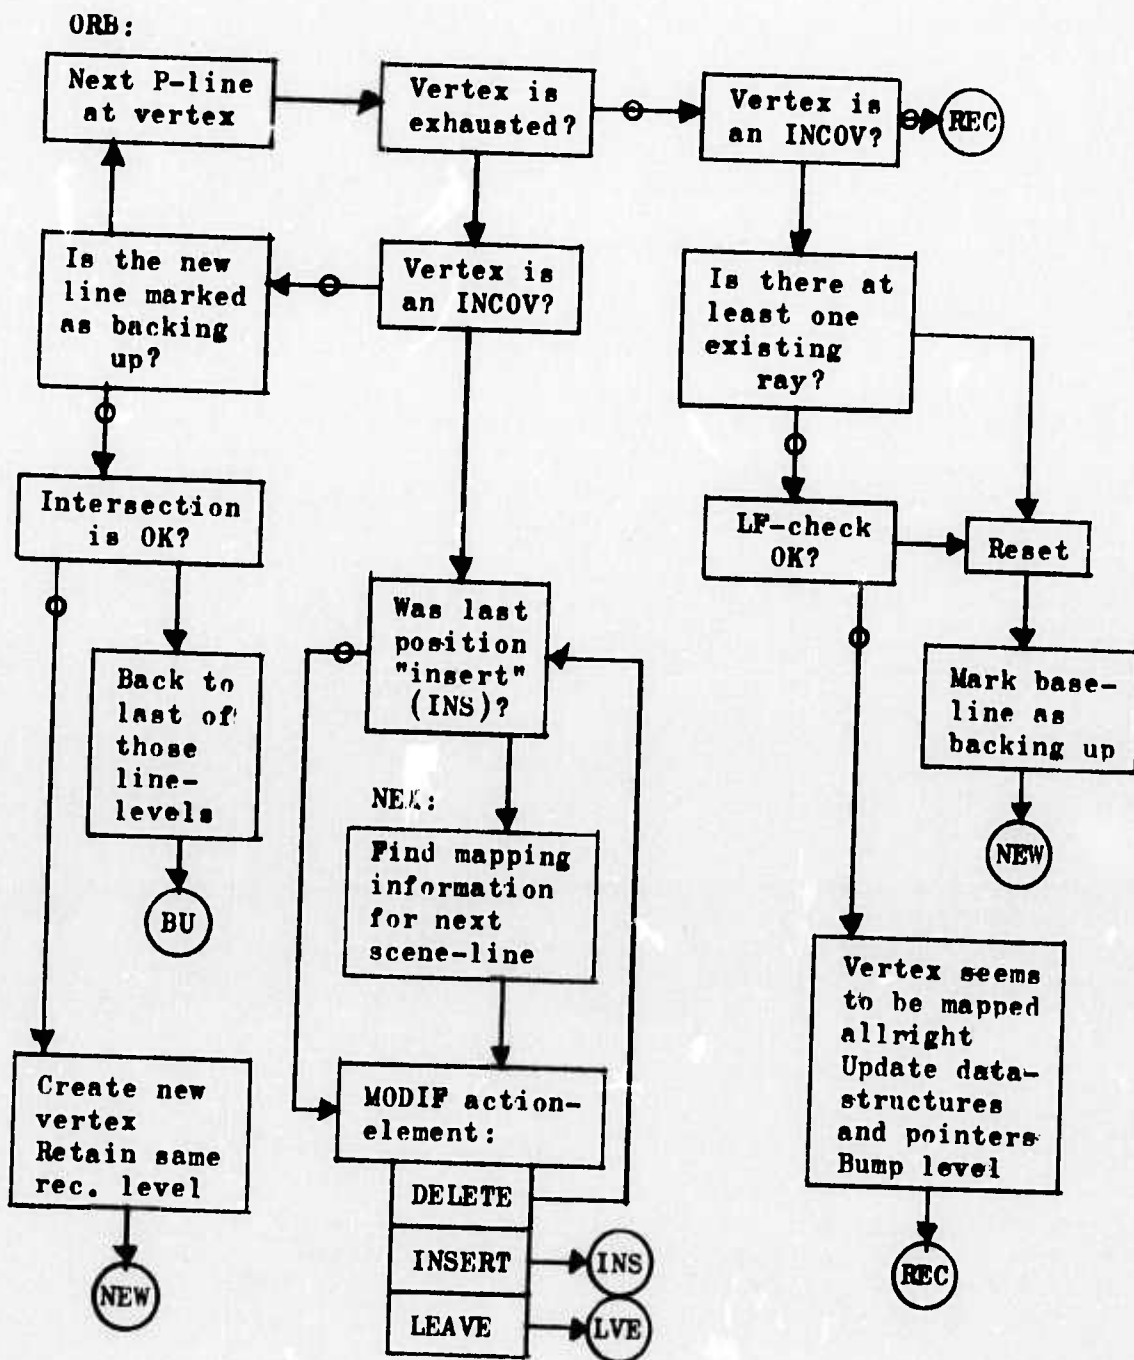 ORB:
Next P-line
at vertex
Vertex is
exhausted?
Vertex is
an INCOV?
REC
Is the new
line marked
as backing
up?
Vertex is
an INCOV?
Is there at
least one
existing
ray?
Intersection
is OK?
LF-check
OK?
Reset
Was last
position
"insert"
(INS)?
Back to
last of
those
line-
levels
Mark base-
line as
backing up
BU
NEW
Find mapping
information
for next
scene-line
Vertex seems
to be mapped
allright
Update data-
structures
and pointers
Bump level
REC
Create new
vertex
Retain same
rec. level
NEW
MODIF action-
element:
DELETE
INSERT
INS
LEAVE
LVE